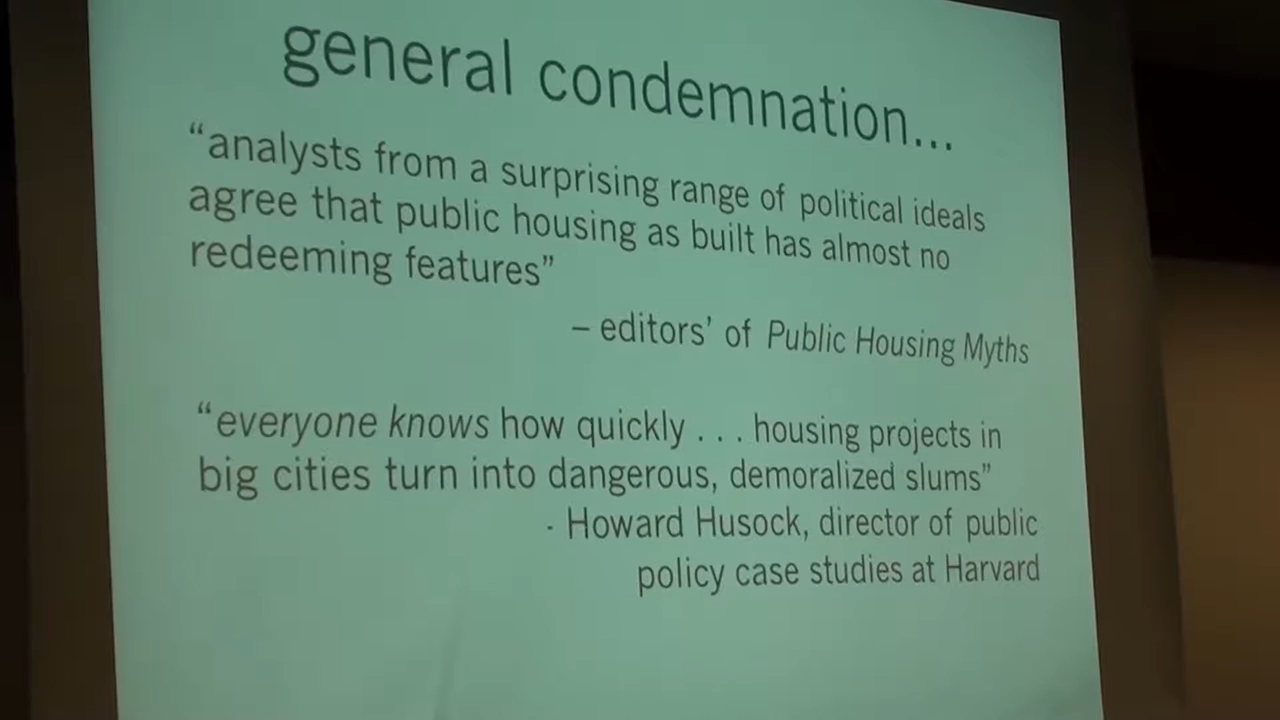 general condemnation...
“analysts from a surprising range of political ideals
agree that public housing as built has almost no
redeeming features”
– editors’ of Public Housing Myths
“everyone knows how quickly . . . housing projects in
big cities turn into dangerous, demoralized slums”
- Howard Husock, director of public
policy case studies at Harvard